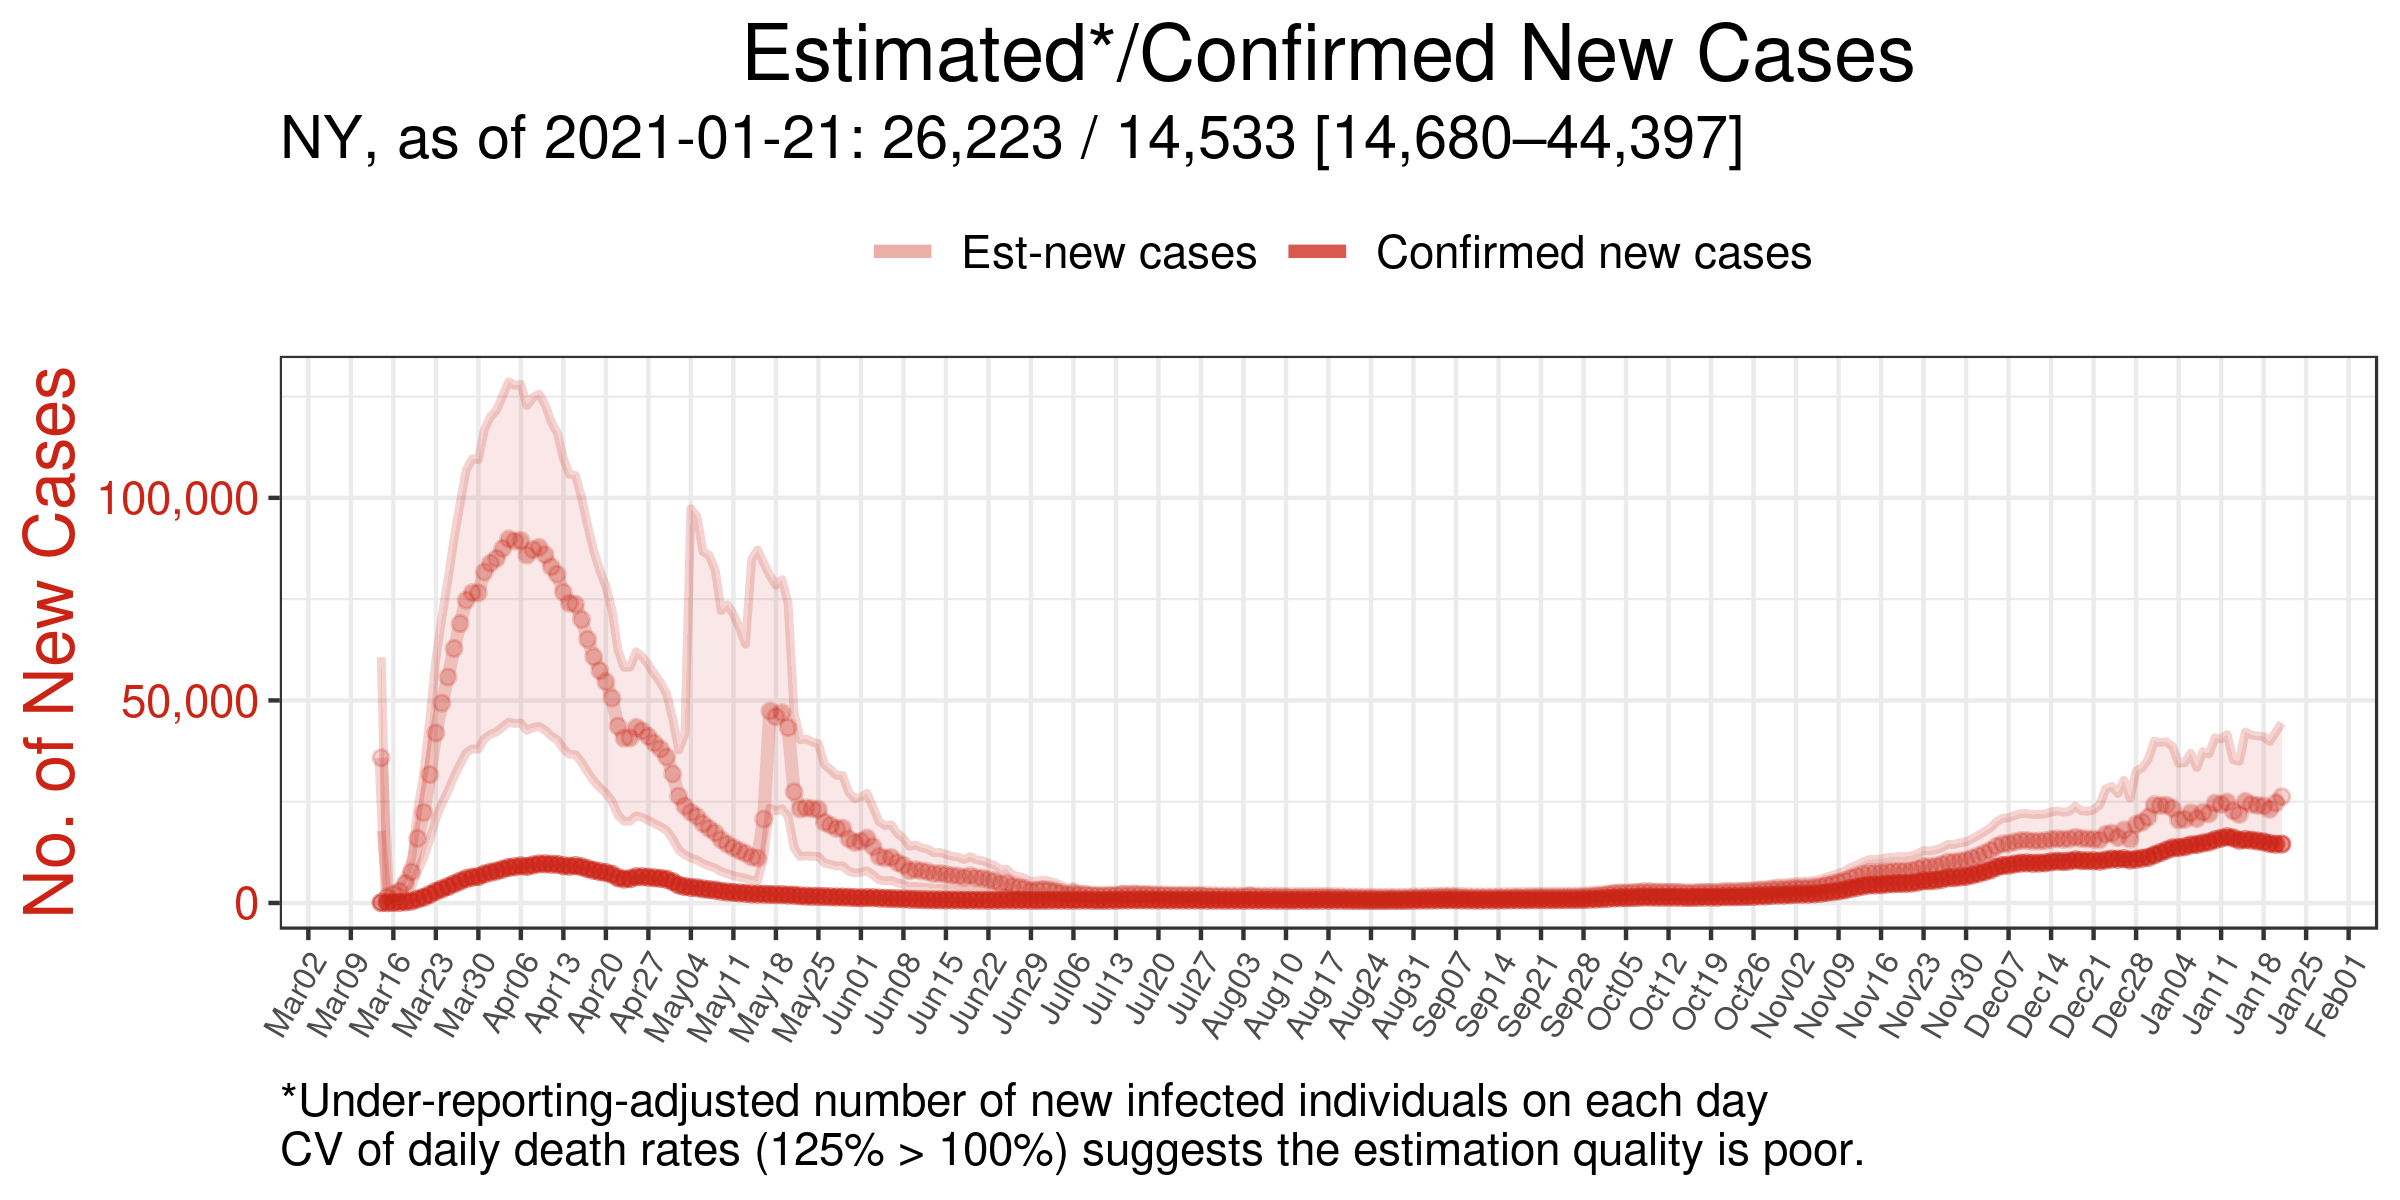 Estimated*/Confirmed New Cases
NY, as of 2021-01-21: 26,223 / 14,533 [14,680–44,397]
Est-new cases
Confirmed new cases
No. of New Cases
100,000
50,000
0
Mar02
Mar09
Mar16
Mar23
Mar30
Apr06
Apr13
Apr20
Apr27
May04
May11
May18
May25
Jun01
Jun08
Jun15
Jun22
Jun29
Jul06
Jul13
Jul20
Jul27
Aug03
Aug10
Aug17
Aug24
Aug31
Sep07
Sep14
Sep21
Sep28
Oct05
Oct12
Oct19
Oct26
Nov02
Nov09
Nov16
Nov23
Nov30
Dec07
Dec14
Dec21
Dec28
Jan04
Jan11
Jan18
Jan25
Feb01
*Under-reporting-adjusted number of new infected individuals on each day
CV of daily death rates (125% > 100%) suggests the estimation quality is poor.